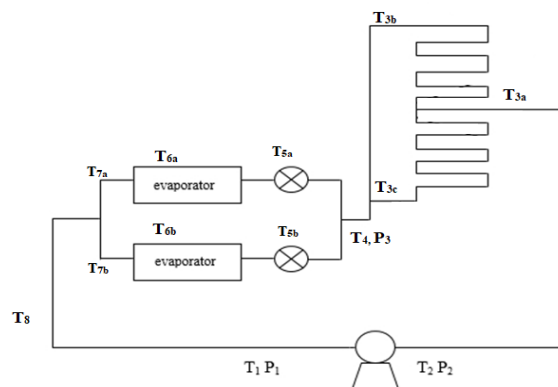 T3b
T3a
T6a
T5a
T7a
evaporator
T3c
T6b
T5b
T4, P3
evaporator
T7b
T8
T1 P1
T2 P2